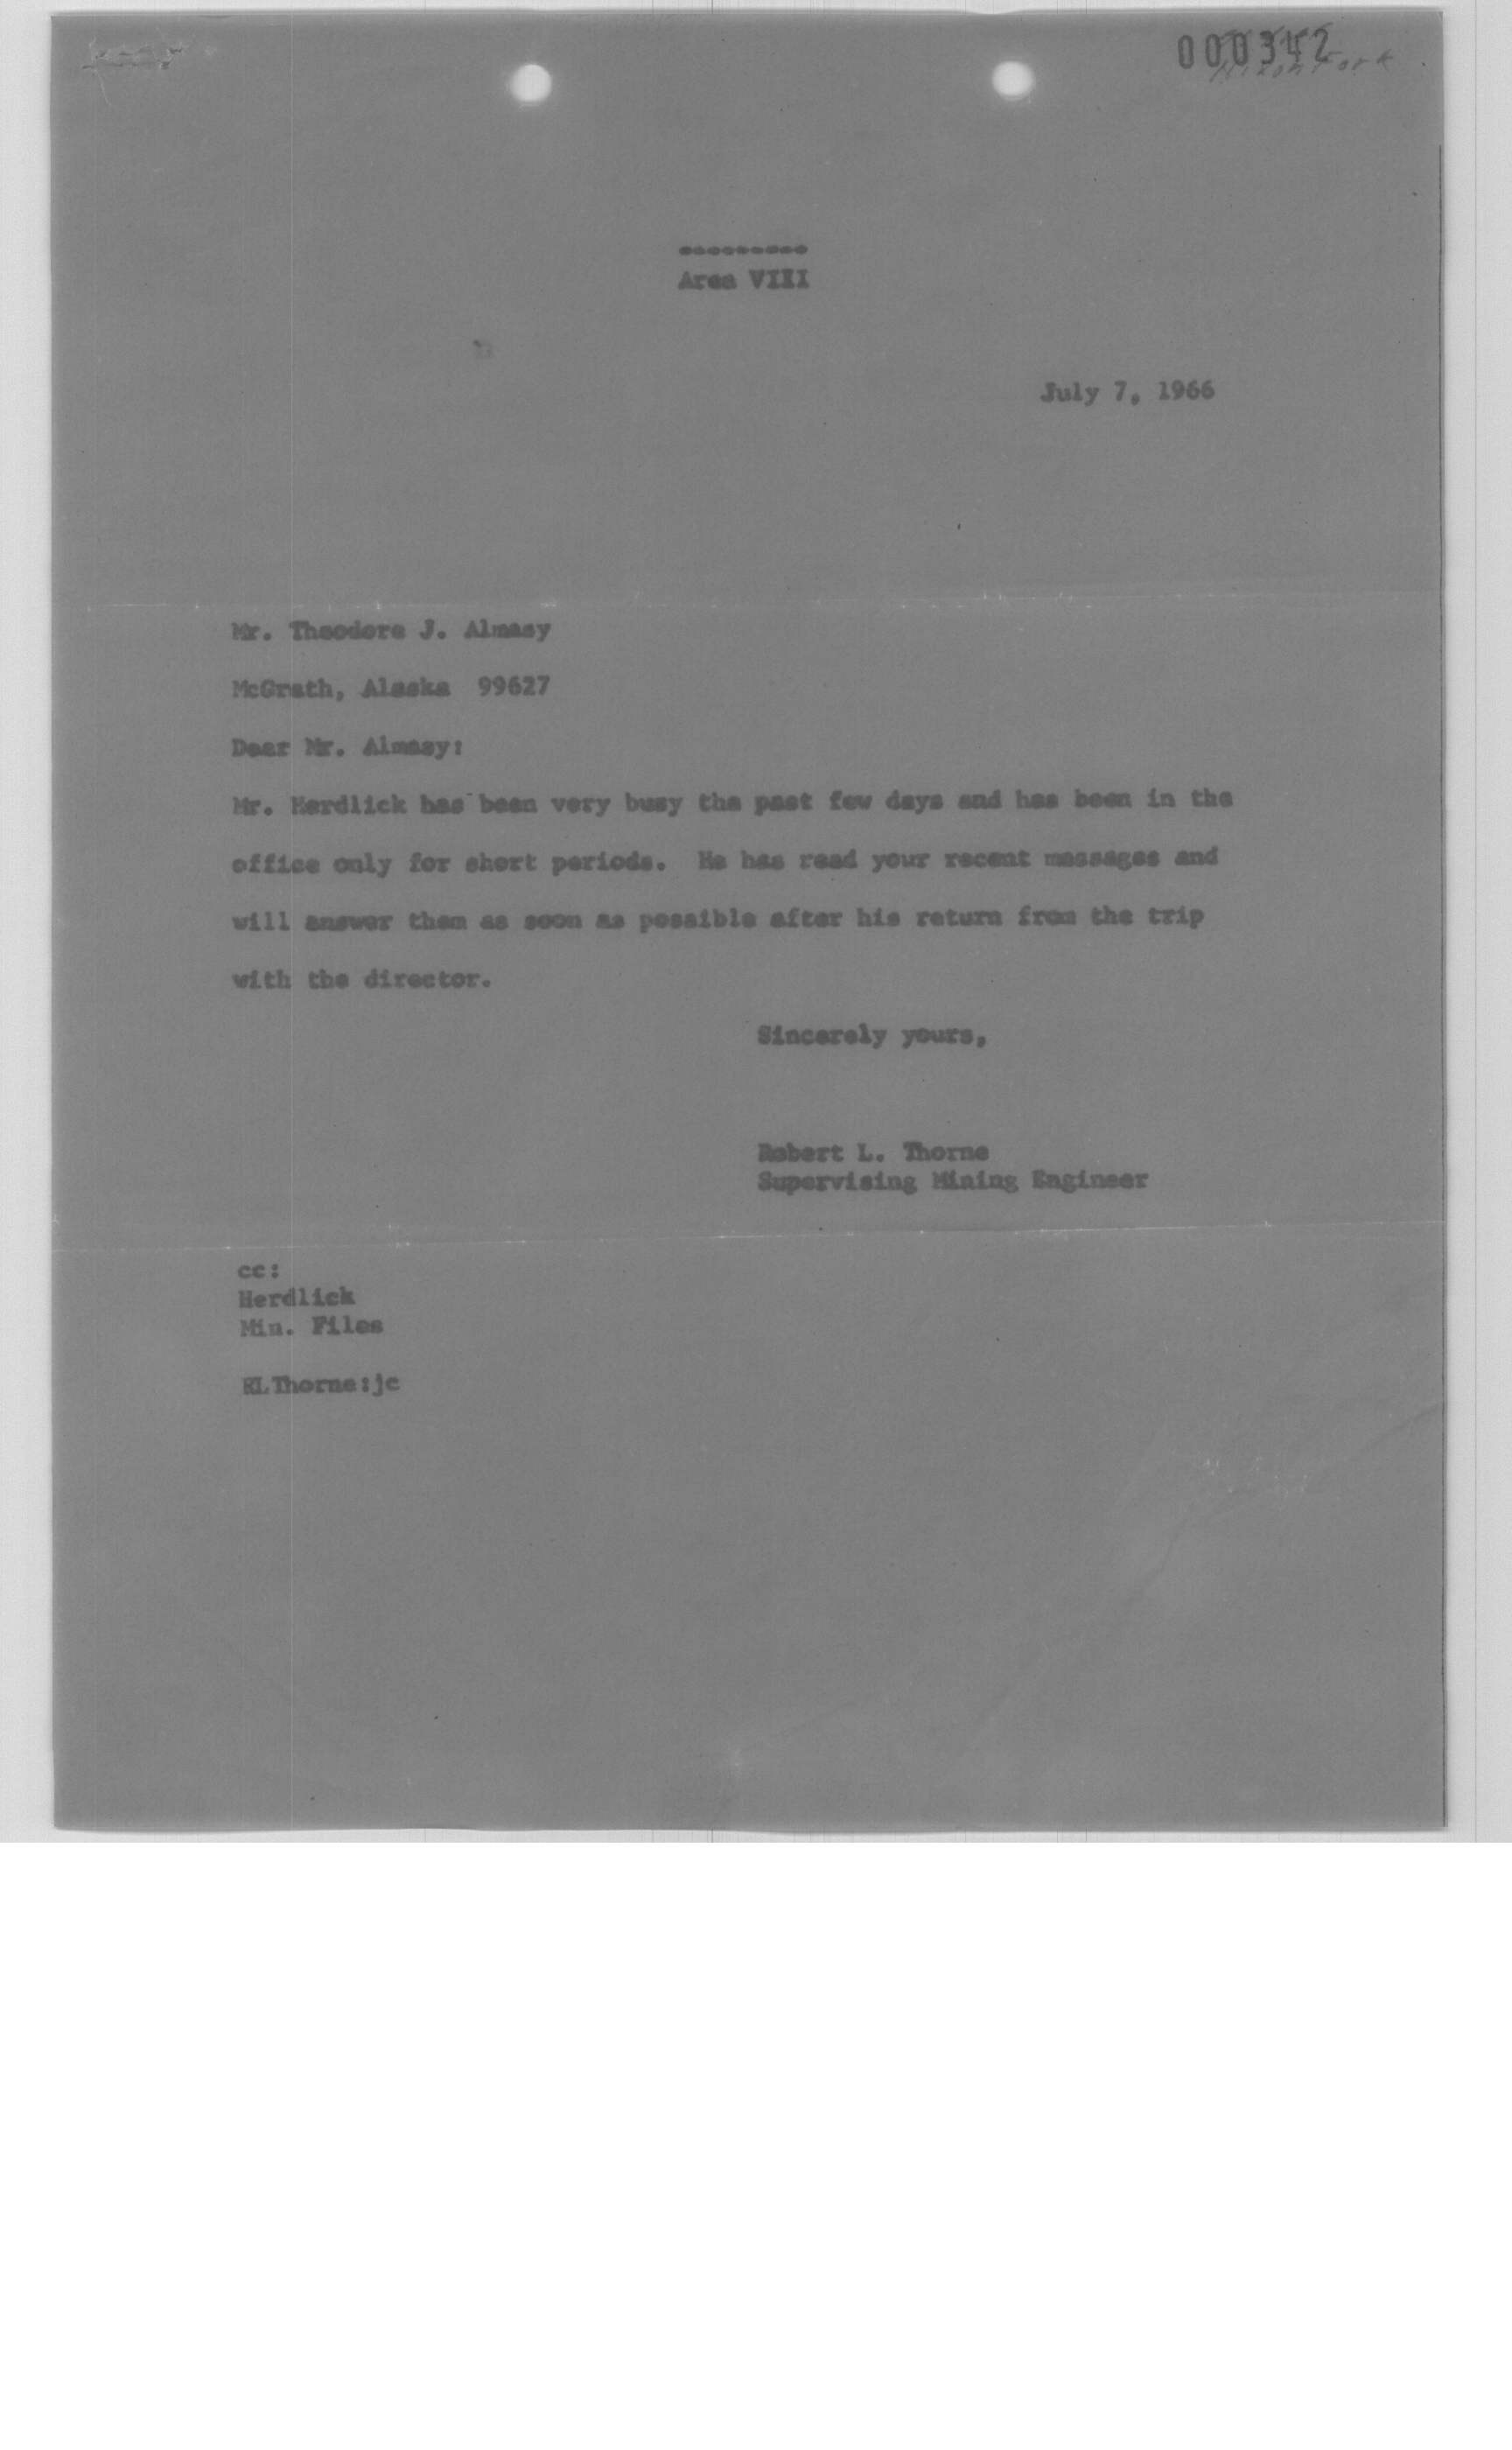 000342
Nixon Fork
Area VIII
July 7, 1966
Mr. Theodore J. Almasy
McGrath, Alaska 99627
Dear Mr. Almasy:
Mr. Herdlick has been very busy the past few days and has been in the
office only for short periods. He has read your recent messages and
will answer them as soon as possible after his return from the trip
with the director.
Sincerely yours,
Robert L. Thorne
Supervising Mining Engineer
cc:
Herdlick
Min. Files
RLThorne:jc